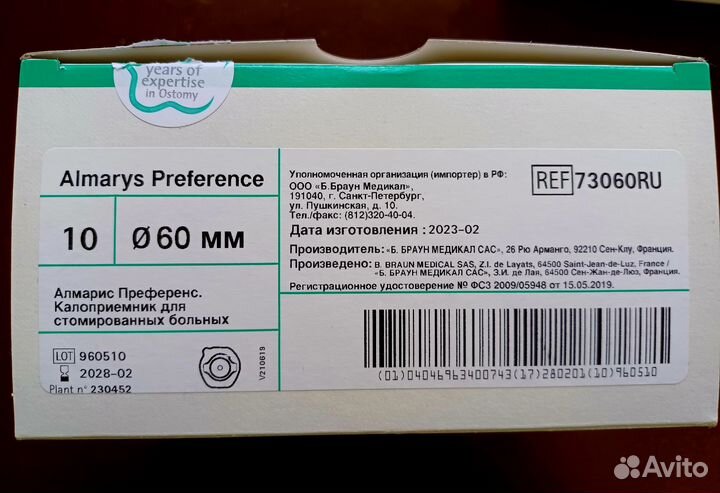 years of
expertise
in Ostomy
Almarys Preference
10
Ø 60 мм
Алмарис Преференс.
Калоприемник для
стомированных больных
LOT 960510
2028-02
Plant n° 230452
V210619
Уполномоченная организация (импортер) в РФ:
ООО «Б.Браун Медикал»,
191040, г. Санкт-Петербург,
ул. Пушкинская, д. 10.
Тел./факс: (812)320-40-04.
REF 73060RU
Дата изготовления : 2023-02
Производитель: «Б. БРАУН МЕДИКАЛ САС», 26 Рю Арманго, 92210 Сен-Клу, Франция.
Произведено: B. BRAUN MEDICAL SAS, Z.I. de Layats, 64500 Saint-Jean-de-Luz, France /
«Б. БРАУН МЕДИКАЛ САС», З.И. де Лая, 64500 Сен-Жан-де-Люз, Франция.
Регистрационное удостоверение № ФСЗ 2009/05948 от 15.05.2019.
(01)04046963400743(17)280201(10)960510
Avito